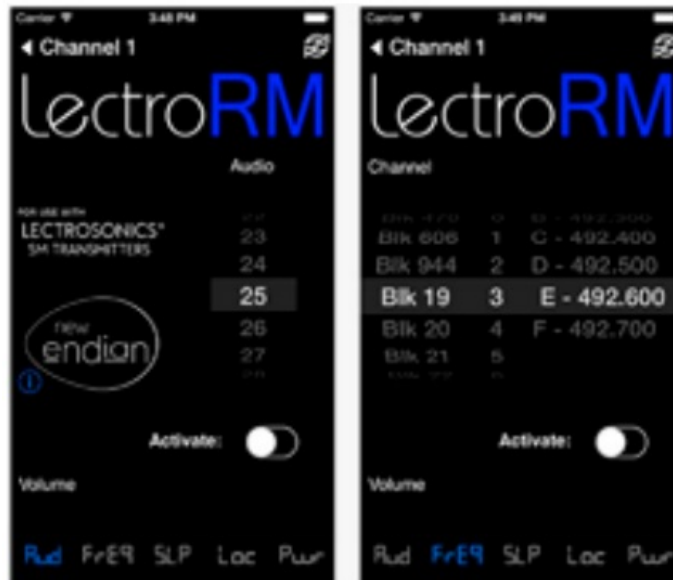 Carrier 3:48 PM
Channel 1
LectroRM
Audio
FOR USE WITH
LECTROSONICS®
SM TRANSMITTERS
23
24
25
26
27
new
endian
Activate:
Volume
Aud FrEq SLP Loc Pwr
Carrier 3:48 PM
Channel 1
LectroRM
Channel
Blk 606 1 C - 492.400
Blk 944 2 D - 492.500
Blk 19 3 E - 492.600
Blk 20 4 F - 492.700
Blk 21 5
Activate:
Volume
Aud FrEq SLP Loc Pwr